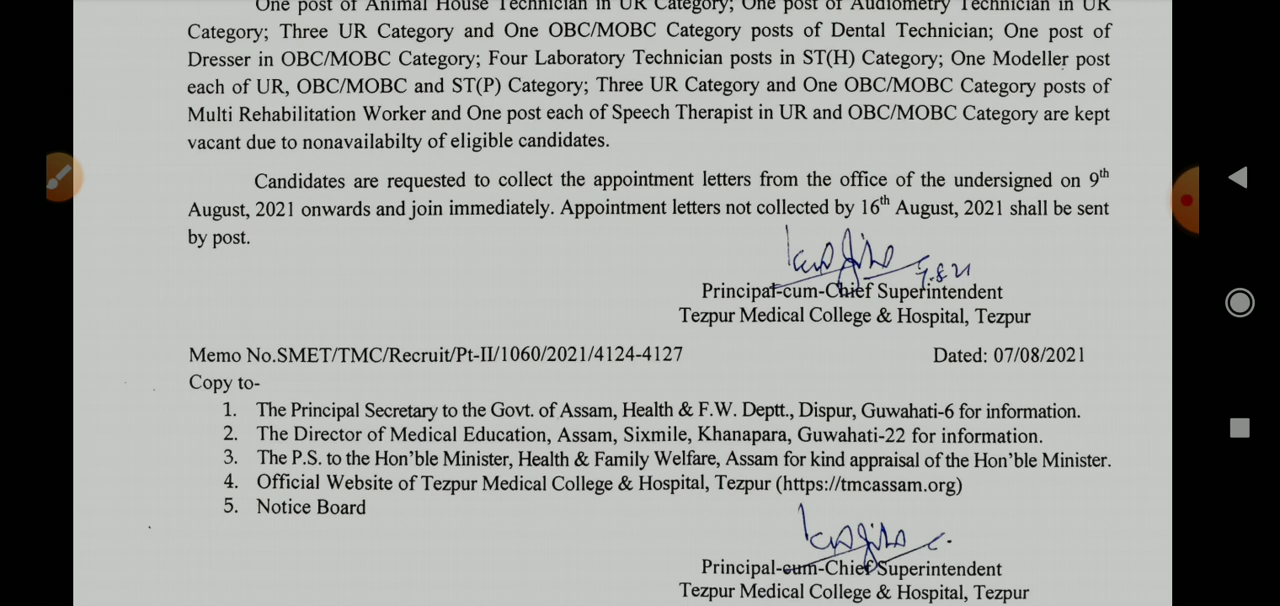 One post of Animal House Technician in UR Category; One post of Audiometry Technician in UR
Category; Three UR Category and One OBC/MOBC Category posts of Dental Technician; One post of
Dresser in OBC/MOBC Category; Four Laboratory Technician posts in ST(H) Category; One Modeller post
each of UR, OBC/MOBC and ST(P) Category; Three UR Category and One OBC/MOBC Category posts of
Multi Rehabilitation Worker and One post each of Speech Therapist in UR and OBC/MOBC Category are kept
vacant due to nonavailabilty of eligible candidates.
Candidates are requested to collect the appointment letters from the office of the undersigned on 9th
August, 2021 onwards and join immediately. Appointment letters not collected by 16th August, 2021 shall be sent
by post.
7.8.21
Principal-cum-Chief Superintendent
Tezpur Medical College & Hospital, Tezpur
Memo No.SMET/TMC/Recruit/Pt-II/1060/2021/4124-4127 Dated: 07/08/2021
Copy to-
1. The Principal Secretary to the Govt. of Assam, Health & F.W. Deptt., Dispur, Guwahati-6 for information.
2. The Director of Medical Education, Assam, Sixmile, Khanapara, Guwahati-22 for information.
3. The P.S. to the Hon'ble Minister, Health & Family Welfare, Assam for kind appraisal of the Hon'ble Minister.
4. Official Website of Tezpur Medical College & Hospital, Tezpur (https://tmcassam.org)
5. Notice Board
Principal-cum-Chief Superintendent
Tezpur Medical College & Hospital, Tezpur